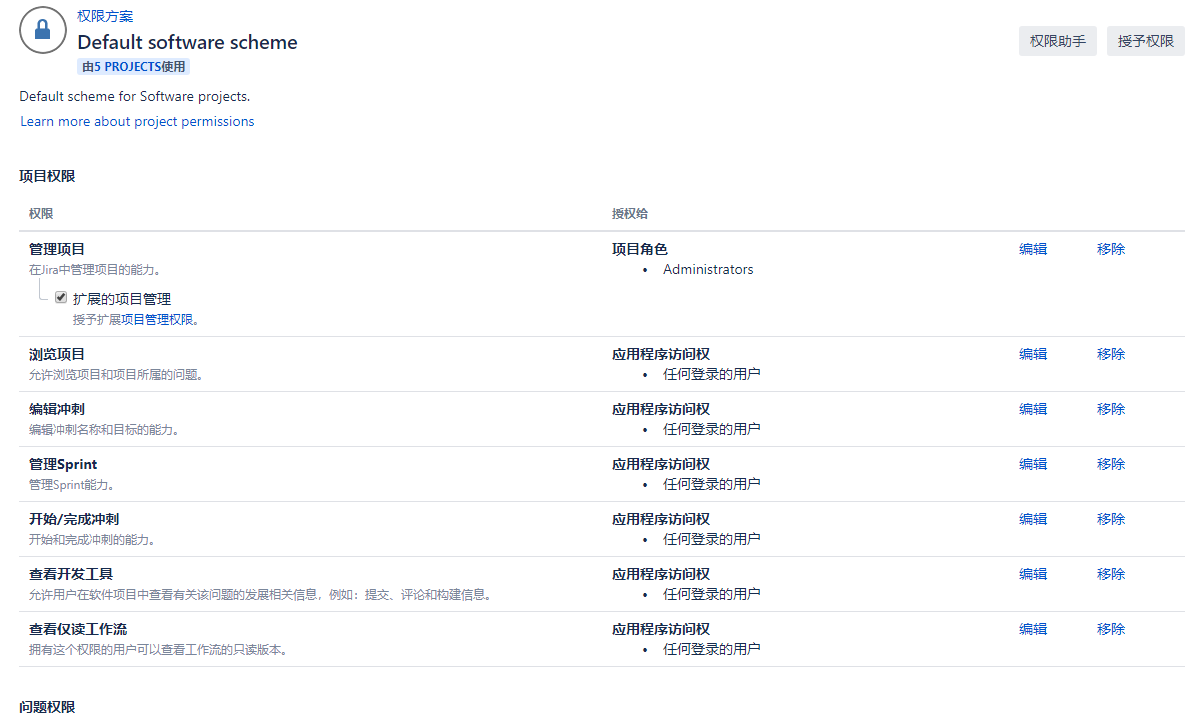 权限方案
Default software scheme
由5 PROJECTS使用
权限助手 授予权限
Default scheme for Software projects.
Learn more about project permissions
项目权限
权限 授权给
管理项目 项目角色 编辑 移除
在Jira中管理项目的能力。 • Administrators
扩展的项目管理
授予扩展项目管理权限。
浏览项目 应用程序访问权 编辑 移除
允许浏览项目和项目所属的问题。 • 任何登录的用户
编辑冲刺 应用程序访问权 编辑 移除
编辑冲刺名称和目标的能力。 • 任何登录的用户
管理Sprint 应用程序访问权 编辑 移除
管理Sprint能力。 • 任何登录的用户
开始/完成冲刺 应用程序访问权 编辑 移除
开始和完成冲刺的能力。 • 任何登录的用户
查看开发工具 应用程序访问权 编辑 移除
允许用户在软件项目中查看有关该问题的发展相关信息，例如：提交、评论和构建信息。 • 任何登录的用户
查看仅读工作流 应用程序访问权 编辑 移除
拥有这个权限的用户可以查看工作流的只读版本。 • 任何登录的用户
问题权限